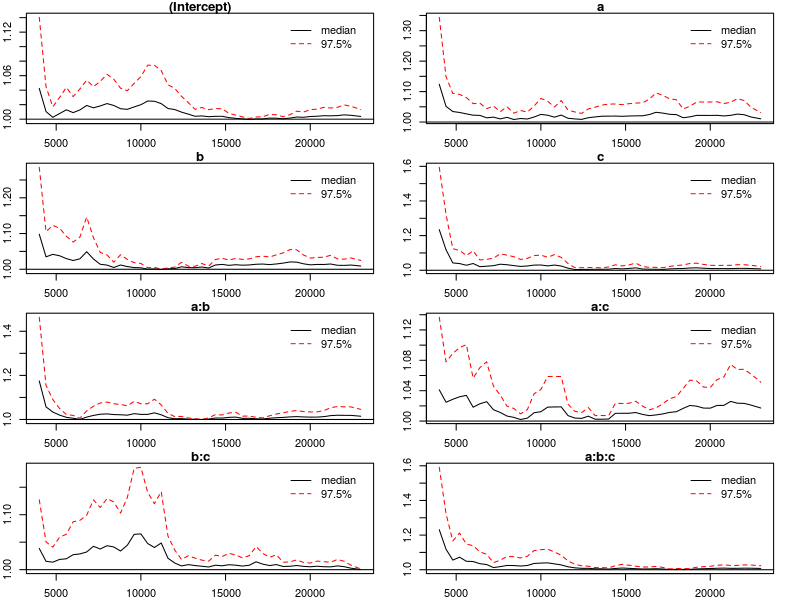 (Intercept)
median
97.5%
1.00 1.06 1.12
5000 10000 15000 20000
a
median
97.5%
1.00 1.10 1.20 1.30
5000 10000 15000 20000
b
median
97.5%
1.00 1.10 1.20
5000 10000 15000 20000
c
median
97.5%
1.0 1.2 1.4 1.6
5000 10000 15000 20000
a:b
median
97.5%
1.0 1.2 1.4
5000 10000 15000 20000
a:c
median
97.5%
1.00 1.04 1.08 1.12
5000 10000 15000 20000
b:c
median
97.5%
1.00 1.10
5000 10000 15000 20000
a:b:c
median
97.5%
1.0 1.2 1.4 1.6
5000 10000 15000 20000